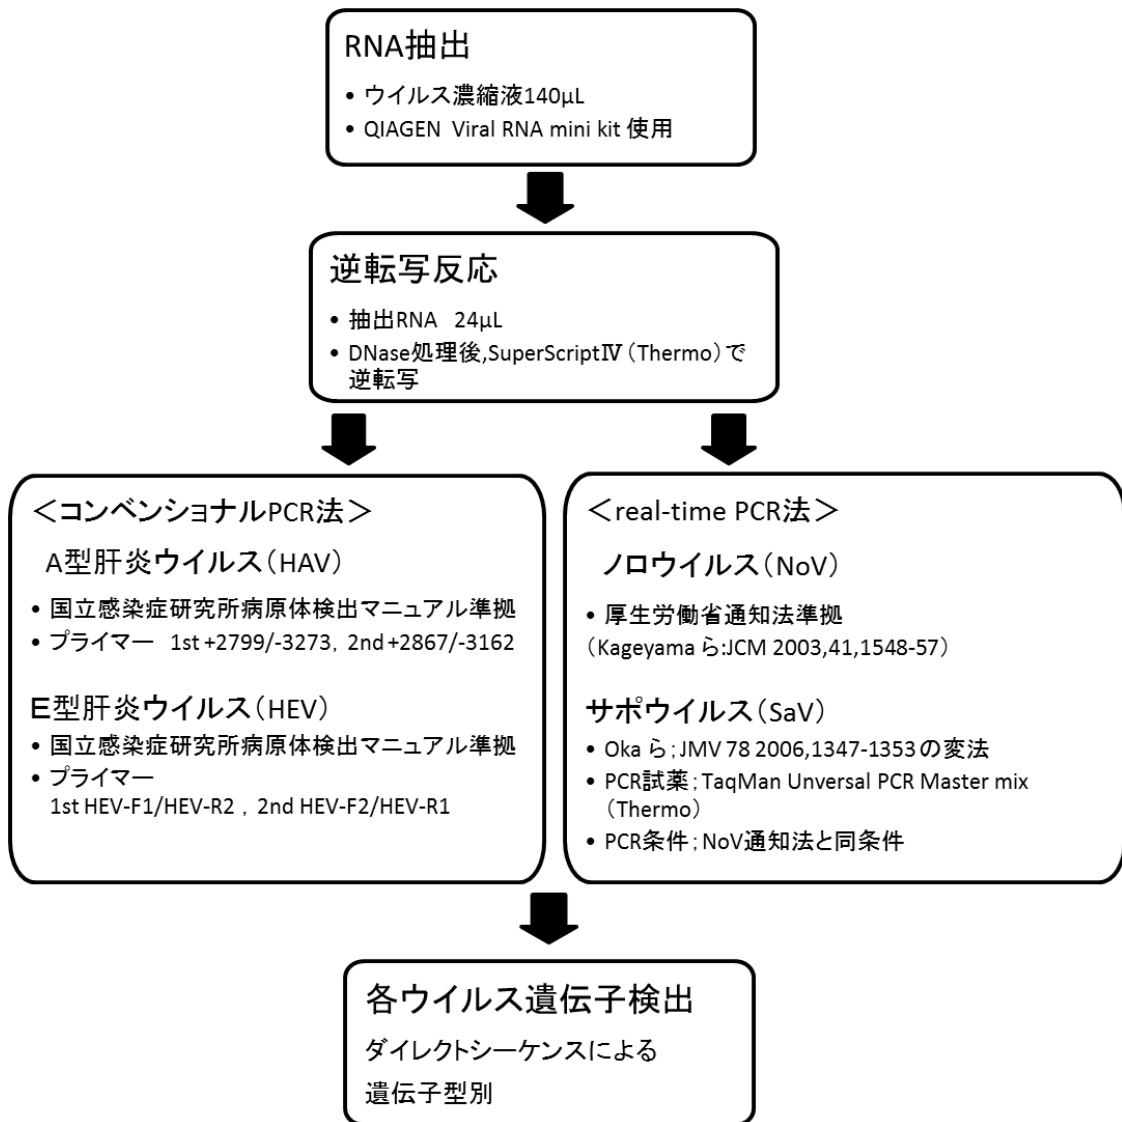 RNA抽出
• ウイルス濃縮液140μL
• QIAGEN Viral RNA mini kit 使用
逆転写反応
• 抽出RNA 24μL
• DNase処理後,SuperScriptⅣ（Thermo）で
逆転写
＜コンベンショナルPCR法＞
A型肝炎ウイルス（HAV）
• 国立感染症研究所病原体検出マニュアル準拠
• プライマー 1st +2799/-3273, 2nd +2867/-3162
E型肝炎ウイルス（HEV）
• 国立感染症研究所病原体検出マニュアル準拠
• プライマー
1st HEV-F1/HEV-R2 , 2nd HEV-F2/HEV-R1
＜real-time PCR法＞
ノロウイルス（NoV）
• 厚生労働省通知法準拠
（Kageyama ら:JCM 2003,41,1548-57）
サポウイルス（SaV）
• Oka ら; JMV 78 2006,1347-1353 の変法
• PCR試薬; TaqMan Unversal PCR Master mix
（Thermo）
• PCR条件; NoV通知法と同条件
各ウイルス遺伝子検出
ダイレクトシーケンスによる
遺伝子型別